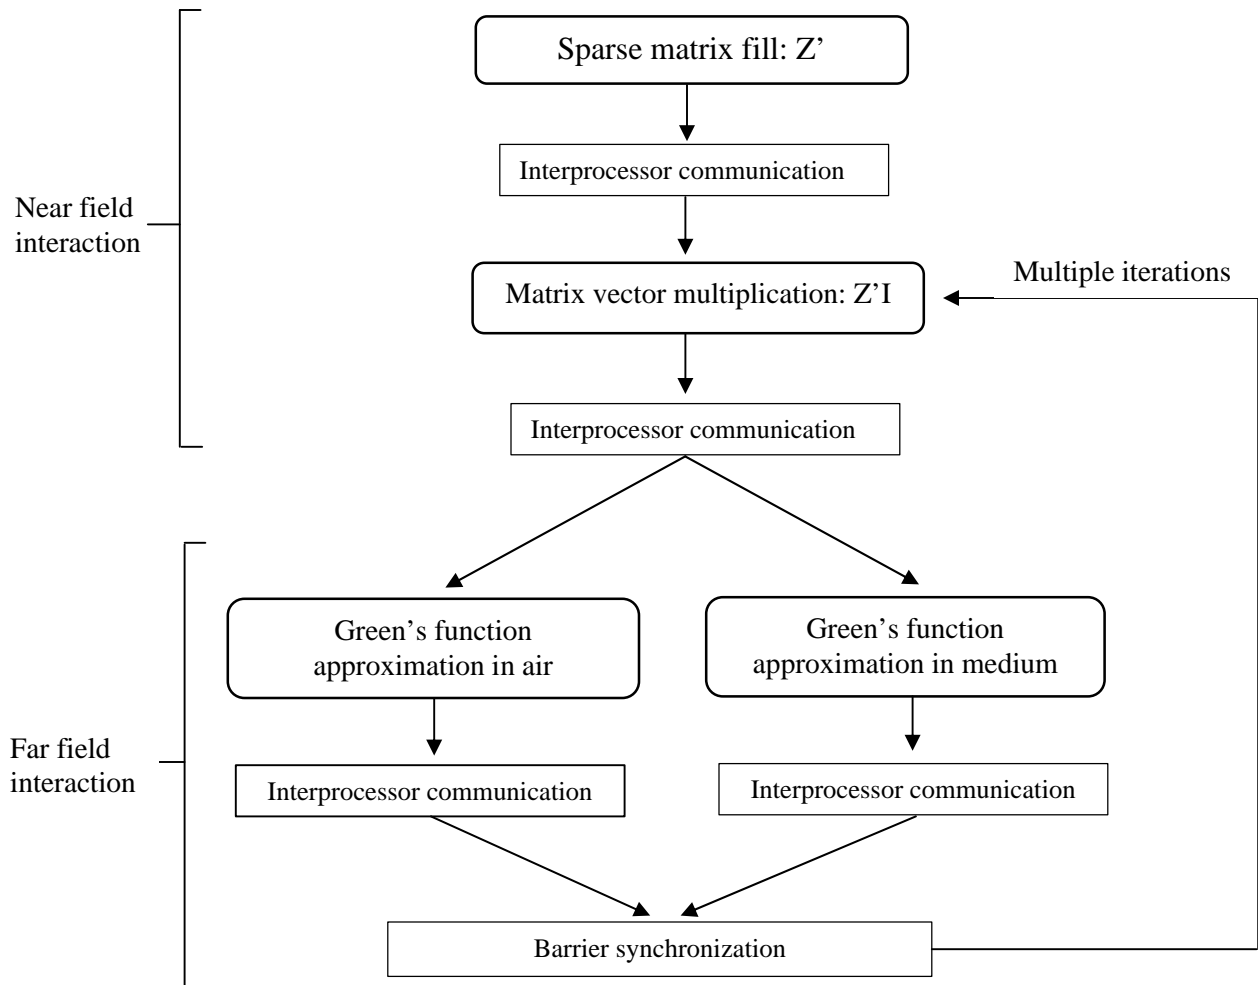 Sparse matrix fill: Z’
Interprocessor communication
Near field
interaction
Matrix vector multiplication: Z’I
Multiple iterations
Interprocessor communication
Green’s function
approximation in air
Green’s function
approximation in medium
Far field
interaction
Interprocessor communication
Interprocessor communication
Barrier synchronization